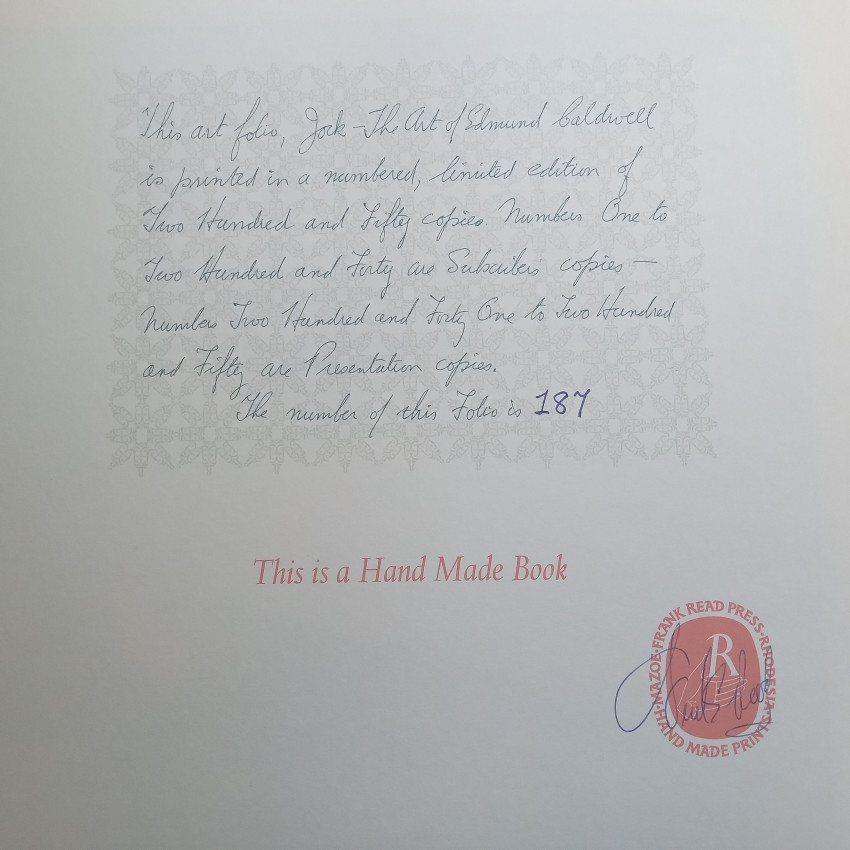 This art folio, Jock – The Art of Edmund Caldwell
is printed in a numbered, limited edition of
Two Hundred and Fifty copies. Numbers One to
Two Hundred and Forty are Subscribers' copies –
Numbers Two Hundred and Forty One to Two Hundred
and Fifty are Presentation copies.
The number of this Folio is 187
This is a Hand Made Book
FRANK READ PRESS · RHODESIA ·
HAND MADE PRINTS · MAZOE ·
R